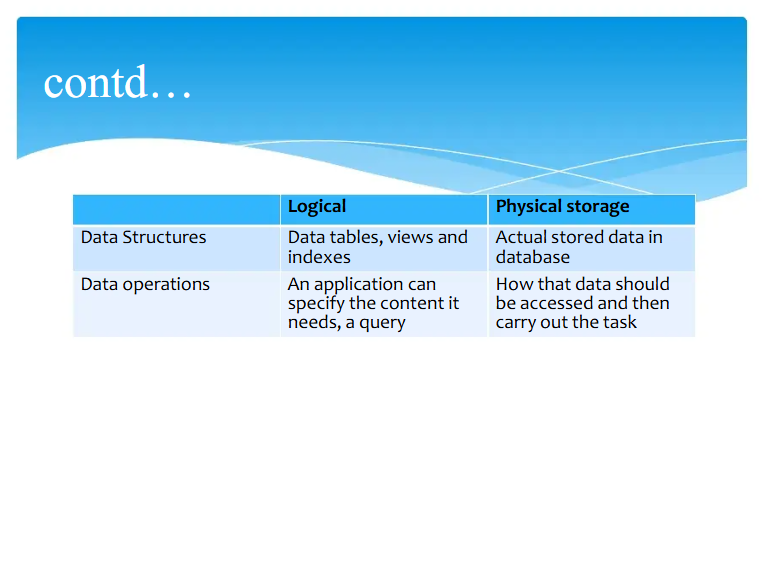 contd…
Logical
Physical storage
Data Structures
Data tables, views and
indexes
Actual stored data in
database
Data operations
An application can
specify the content it
needs, a query
How that data should
be accessed and then
carry out the task